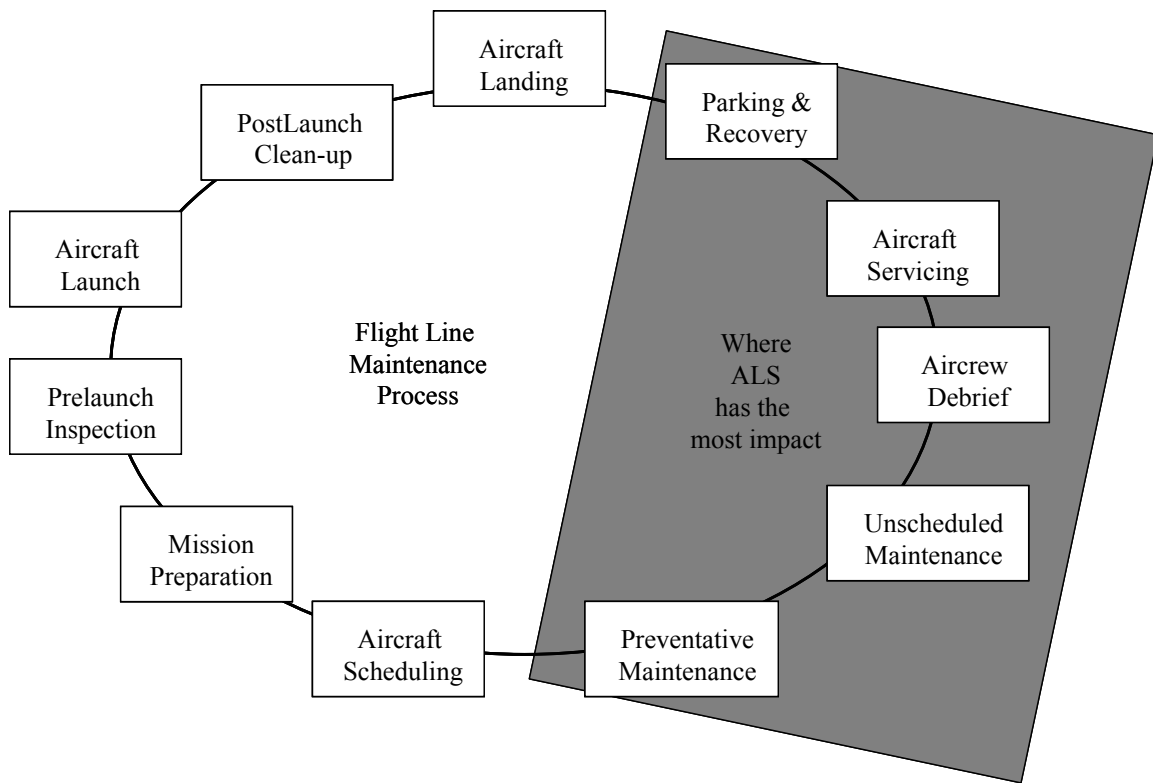 Aircraft
Landing
Parking &
Recovery
Aircraft
Servicing
Aircrew
Debrief
Unscheduled
Maintenance
Preventative
Maintenance
Aircraft
Scheduling
Mission
Preparation
Prelaunch
Inspection
Aircraft
Launch
PostLaunch
Clean-up
Flight Line
Maintenance
Process
Where
ALS
has the
most impact